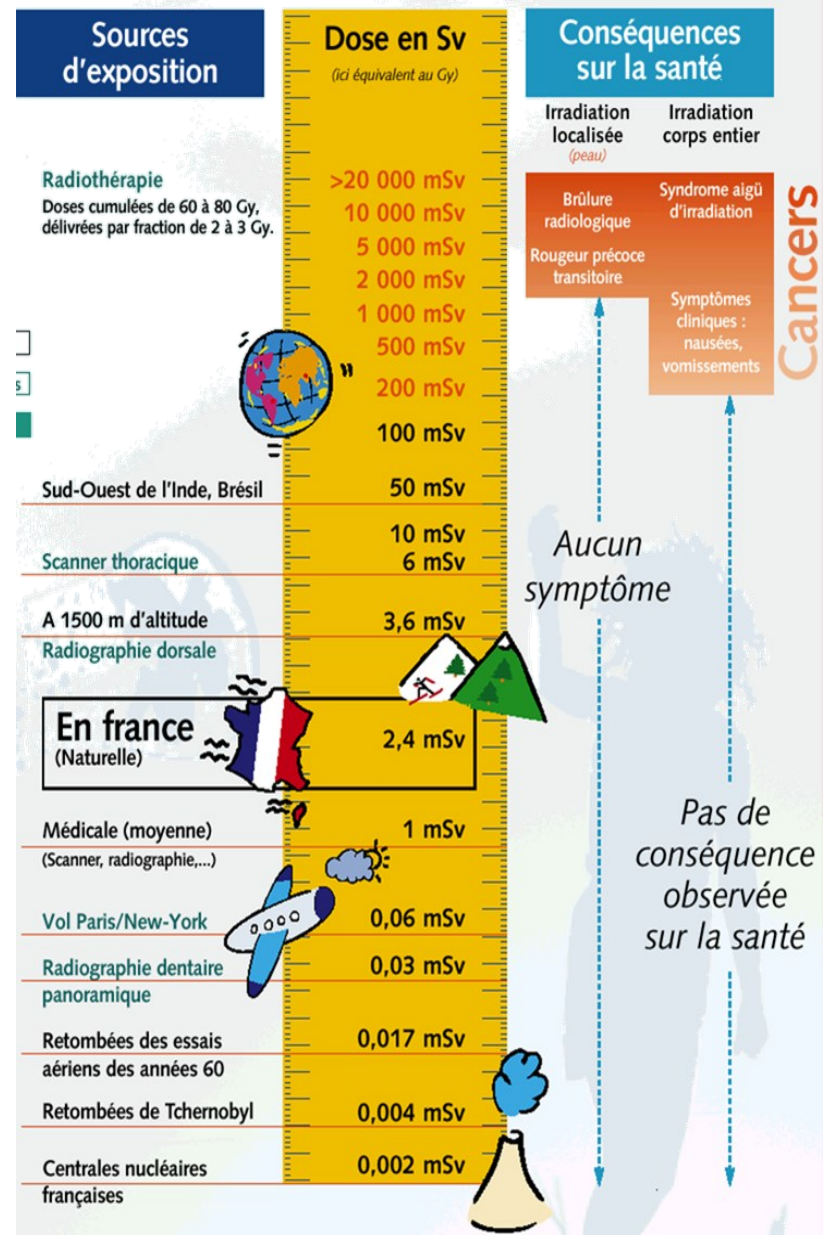 Sources
d'exposition
Dose en Sv
(ici équivalent au Gy)
Conséquences
sur la santé
Irradiation
localisée
(peau)
Irradiation
corps entier
Radiothérapie
Doses cumulées de 60 à 80 Gy,
délivrées par fraction de 2 à 3 Gy.
>20 000 mSv
10 000 mSv
5 000 mSv
2 000 mSv
1 000 mSv
500 mSv
200 mSv
100 mSv
Brûlure
radiologique
Rougeur précoce
transitoire
Syndrome aigü
d'irradiation
Symptômes
cliniques :
nausées,
vomissements
Cancers
s
Sud-Ouest de l'Inde, Brésil 50 mSv
10 mSv
Scanner thoracique 6 mSv
A 1500 m d'altitude 3,6 mSv
Radiographie dorsale
En france
(Naturelle)
2,4 mSv
Médicale (moyenne) 1 mSv
(Scanner, radiographie,...)
Vol Paris/New-York 0,06 mSv
Radiographie dentaire 0,03 mSv
panoramique
Retombées des essais 0,017 mSv
aériens des années 60
Retombées de Tchernobyl 0,004 mSv
Centrales nucléaires 0,002 mSv
françaises
Aucun
symptôme
Pas de
conséquence
observée
sur la santé